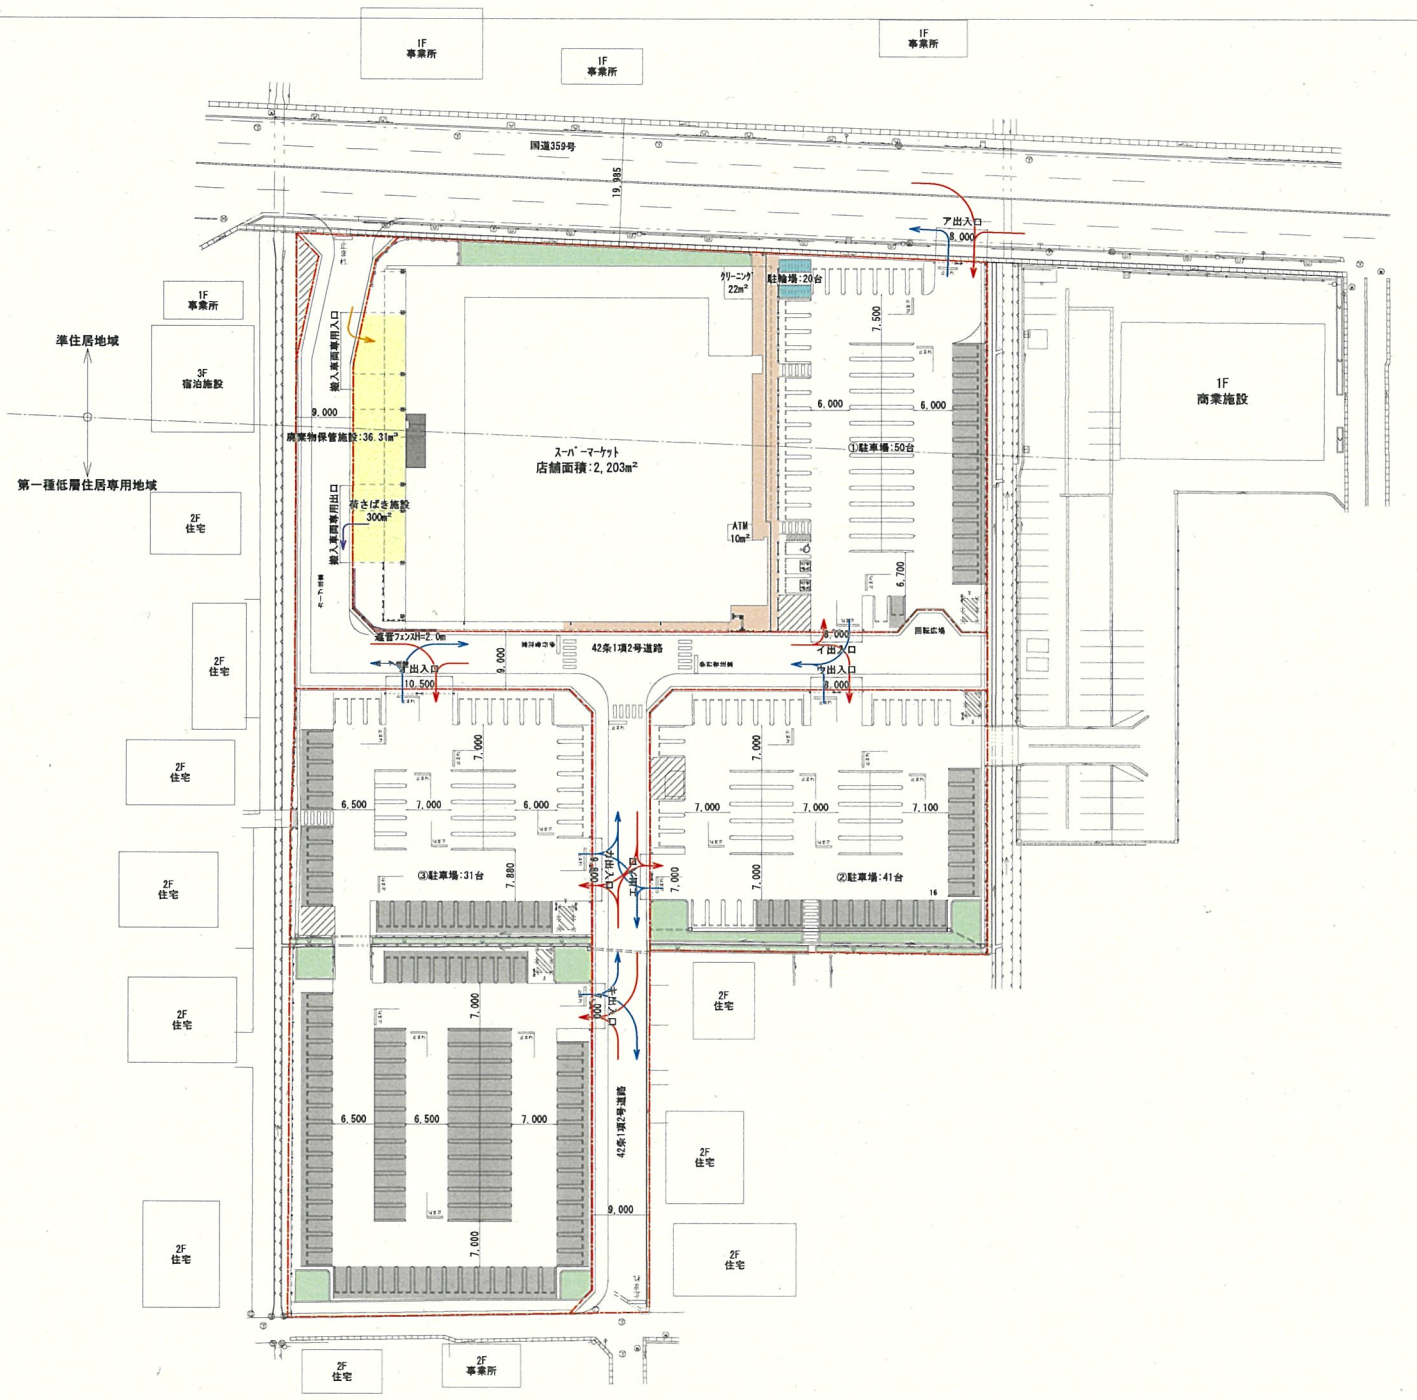 1F
事業所
1F
事業所
1F
事業所
国道359号
19,985
ア出入口
8,000
止まれ
1F
事業所
準住居地域
3F
宿泊施設
第一種低層住居専用地域
2F
住宅
搬入車両専用入口
9,000
廃棄物保管施設:36.31m³
荷さばき施設
300m²
搬入車両専用出口
クリーニング
22m²
駐輪場:20台
7,500
6,000
6,000
①駐車場:50台
スーパーマーケット
店舗面積:2,203m²
ATM
10m²
6,700
1F
商業施設
遮音フェンスH=2.0m
9,000
42条1項2号道路
8,000
イ出入口
回転広場
オ出入口
10,500
ウ出入口
8,000
2F
住宅
2F
住宅
7,000
6,500
7,000
6,000
7,880
③駐車場:31台
カ出入口
エ出入口
7,000
7,000
7,000
7,100
7,000
7,000
②駐車場:41台
16
2F
住宅
2F
住宅
7,000
キ出入口
2F
住宅
6,500
6,500
7,000
42条1項2号道路
2F
住宅
9,000
7,000
2F
住宅
2F
住宅
2F
住宅
2F
事業所